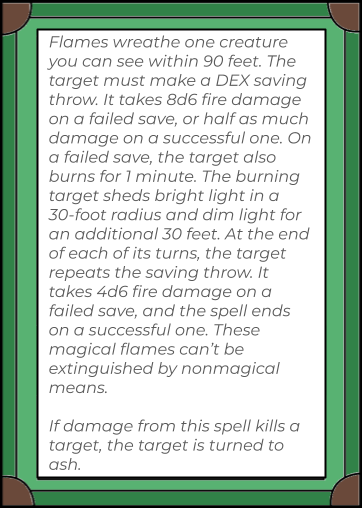 Flames wreathe one creature
you can see within 90 feet. The
target must make a DEX saving
throw. It takes 8d6 fire damage
on a failed save, or half as much
damage on a successful one. On
a failed save, the target also
burns for 1 minute. The burning
target sheds bright light in a
30-foot radius and dim light for
an additional 30 feet. At the end
of each of its turns, the target
repeats the saving throw. It
takes 4d6 fire damage on a
failed save, and the spell ends
on a successful one. These
magical flames can’t be
extinguished by nonmagical
means.

If damage from this spell kills a
target, the target is turned to
ash.